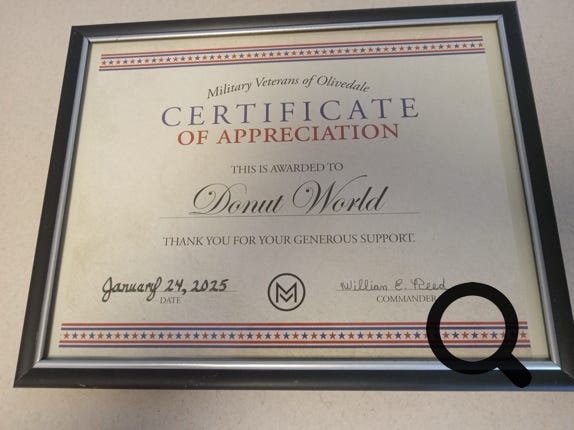 Military Veterans of Olivedale
CERTIFICATE
OF APPRECIATION
THIS IS AWARDED TO
Donut World
THANK YOU FOR YOUR GENEROUS SUPPORT.
January 24, 2025 William E. Reed
DATE COMMANDER